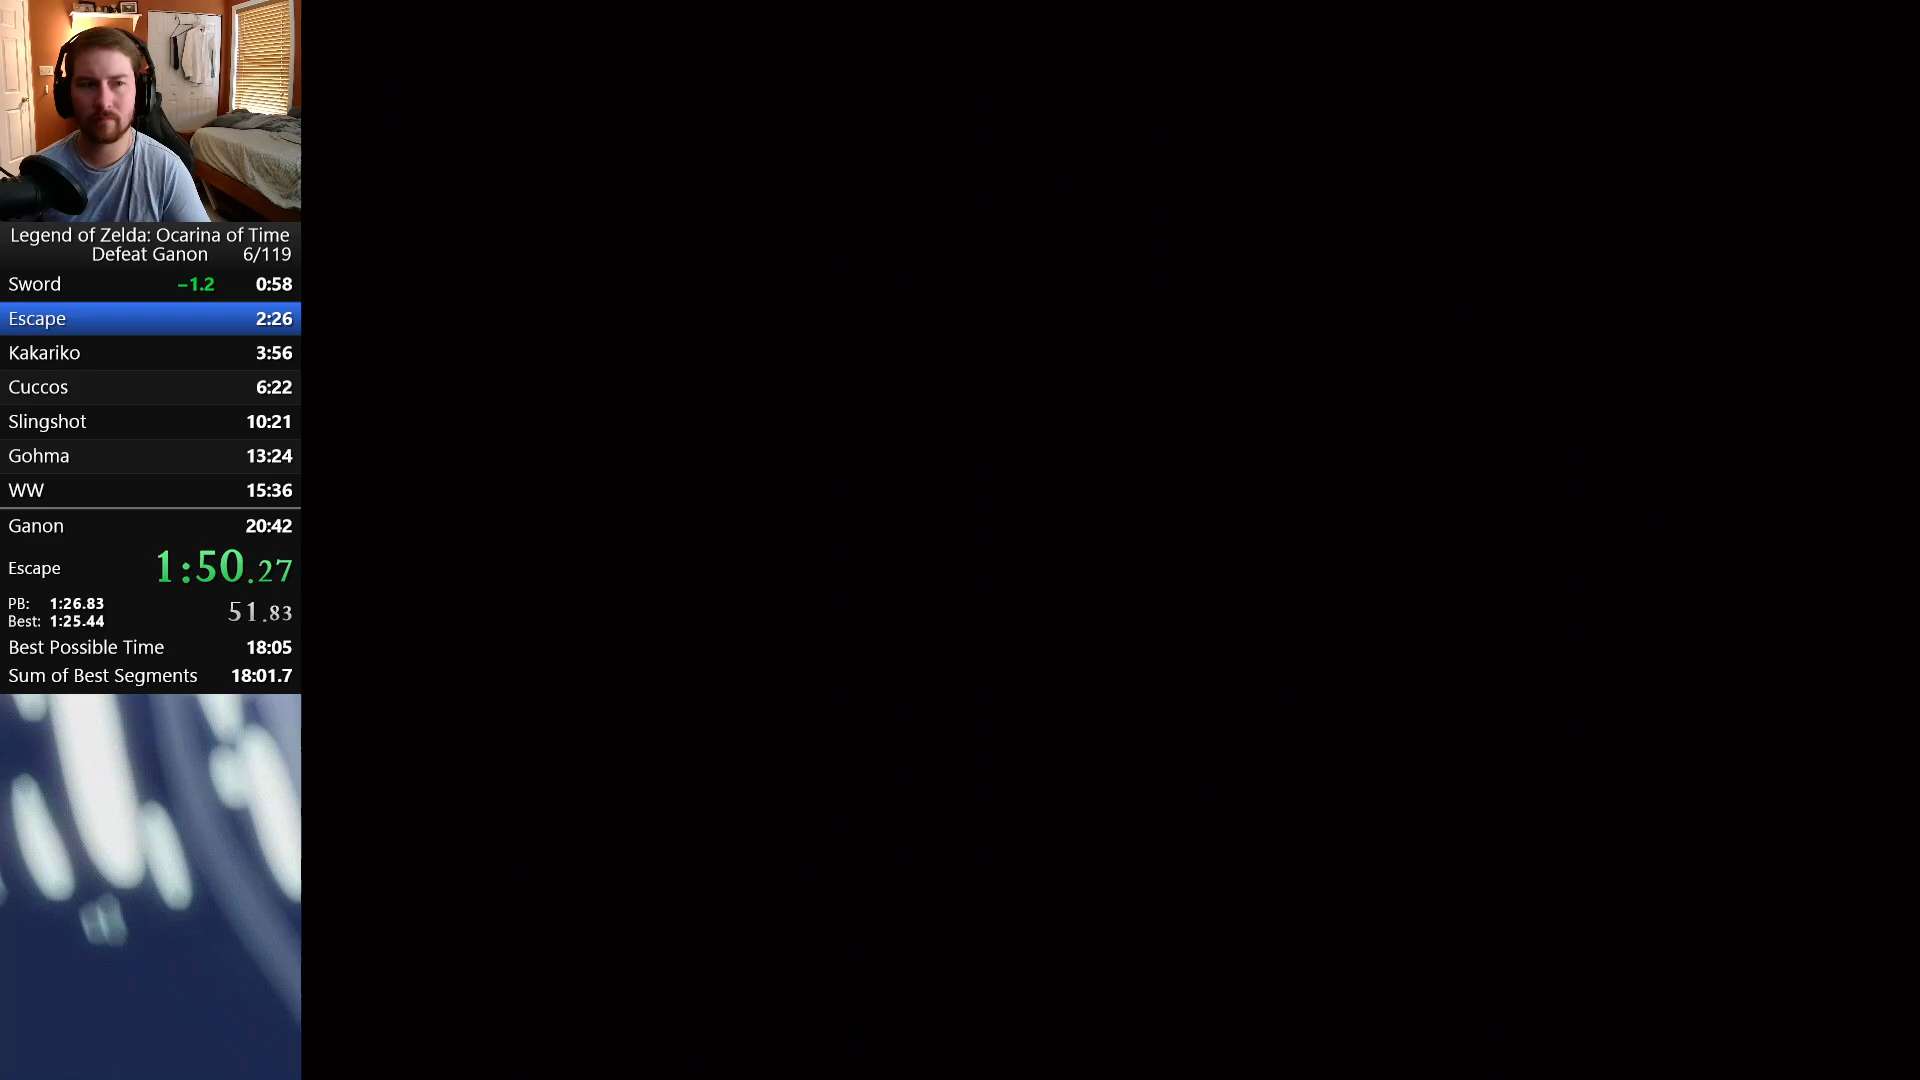 Legend of Zelda: Ocarina of Time
Defeat Ganon 6/119
Sword −1.2 0:58
Escape 2:26
Kakariko 3:56
Cuccos 6:22
Slingshot 10:21
Gohma 13:24
WW 15:36
Ganon 20:42
Escape 1:50.27
PB: 1:26.83 51.83
Best: 1:25.44
Best Possible Time 18:05
Sum of Best Segments 18:01.7